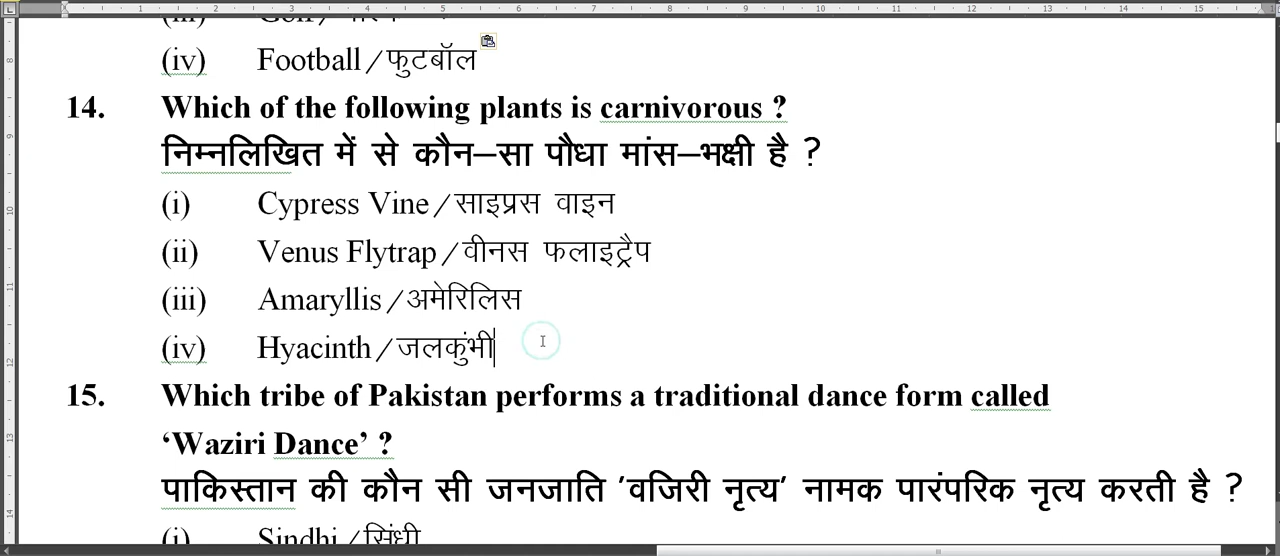 (iv) Football / फुटबॉल
14. Which of the following plants is carnivorous ?
निम्नलिखित में से कौन–सा पौधा मांस–भक्षी है ?
(i) Cypress Vine / साइप्रस वाइन
(ii) Venus Flytrap / वीनस फलाइट्रैप
(iii) Amaryllis / अमेरिलिस
(iv) Hyacinth / जलकुंभी
15. Which tribe of Pakistan performs a traditional dance form called
‘Waziri Dance’ ?
पाकिस्तान की कौन सी जनजाति ’वजिरी नृत्य’ नामक पारंपरिक नृत्य करती है ?
(i) Sindhi / सिंधी